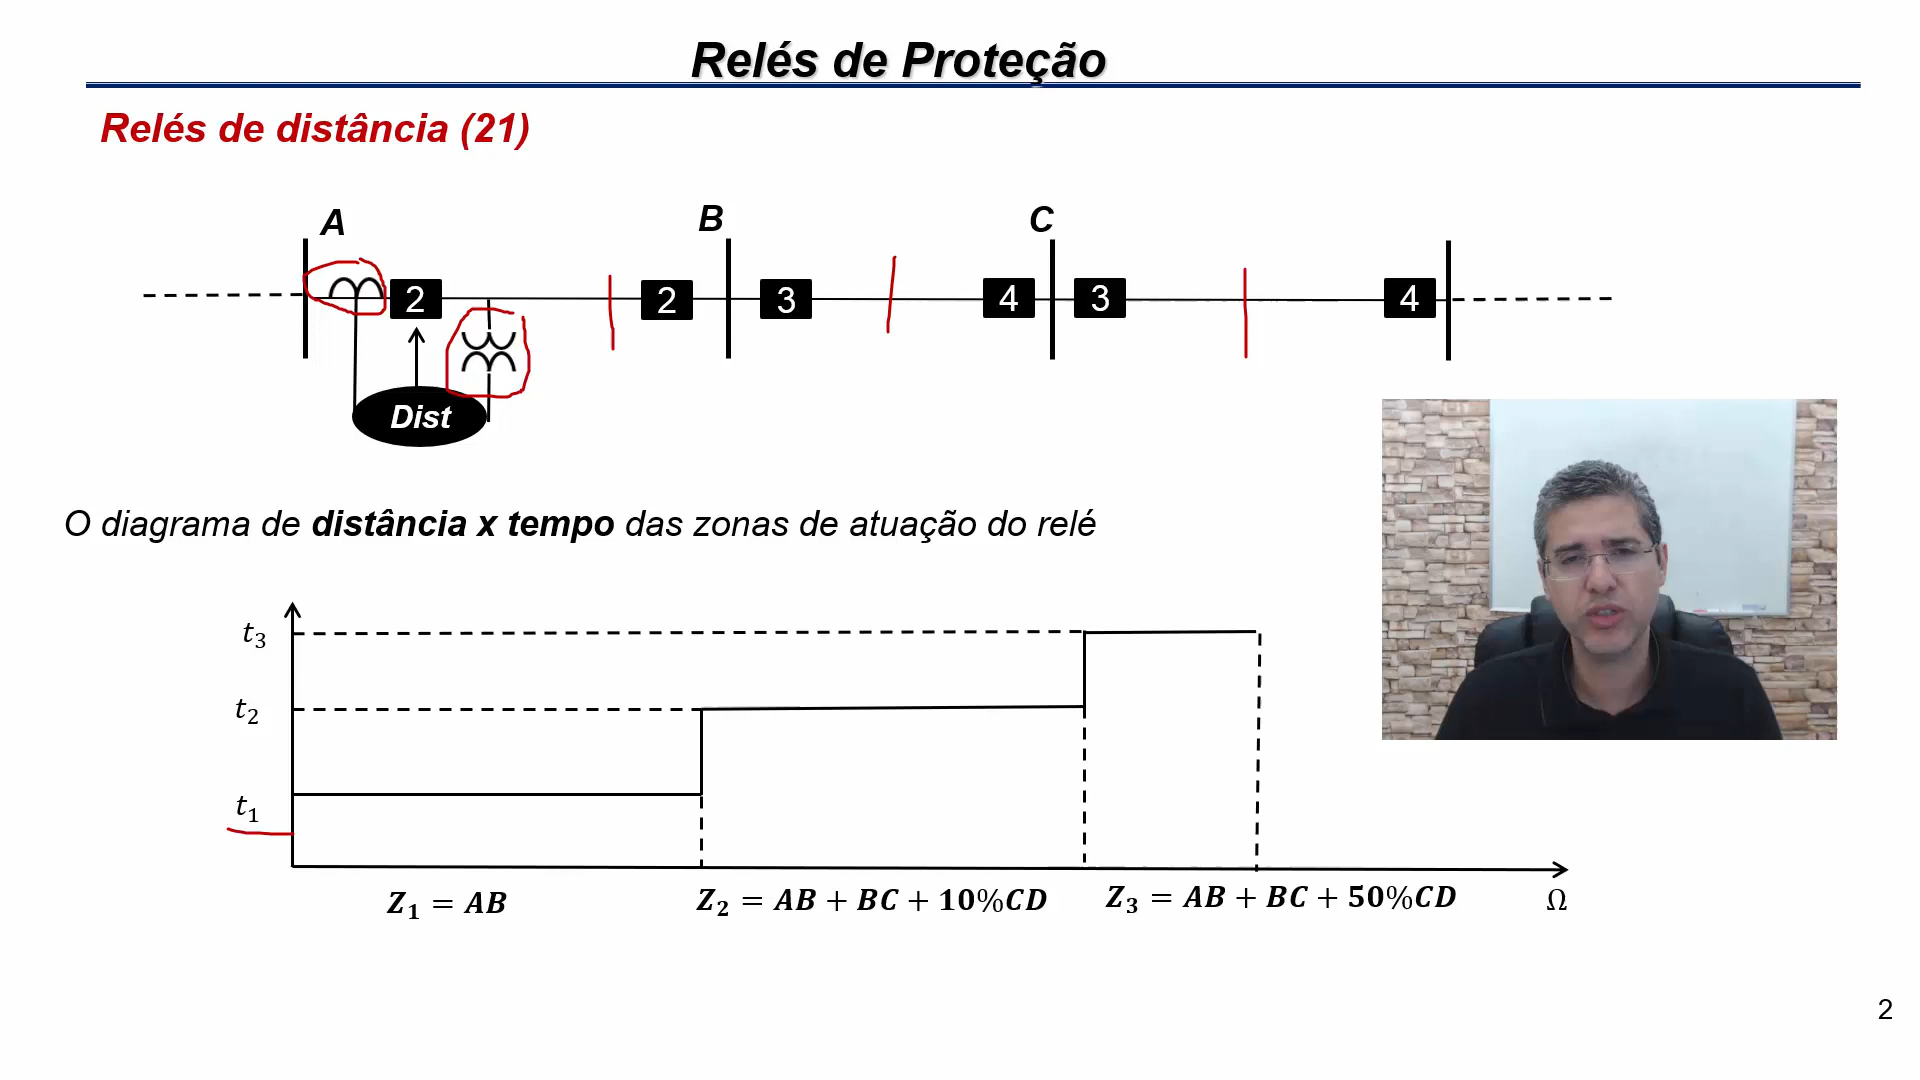 Relés de Proteção
Relés de distância (21)
A
B
C
2
2
3
4
3
4
Dist
O diagrama de distância x tempo das zonas de atuação do relé
t₃
t₂
t₁
Z₁ = AB
Z₂ = AB + BC + 10%CD
Z₃ = AB + BC + 50%CD
Ω
2